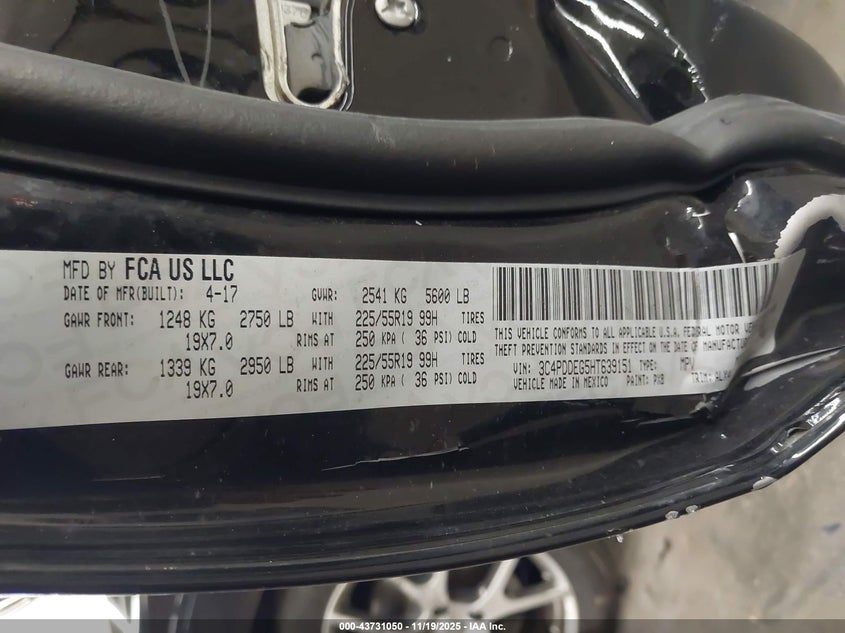 MFD BY FCA US LLC
DATE OF MFR(BUILT): 4-17 GVWR: 2541 KG 5600 LB
GAWR FRONT: 1248 KG 2750 LB WITH 225/55R19 99H TIRES
19X7.0 RIMS AT 250 KPA ( 36 PSI) COLD
GAWR REAR: 1339 KG 2950 LB WITH 225/55R19 99H TIRES
19X7.0 RIMS AT 250 KPA ( 36 PSI) COLD
THIS VEHICLE CONFORMS TO ALL APPLICABLE U.S.A. FEDERAL MOTOR
THEFT PREVENTION STANDARDS IN EFFECT ON THE DATE OF
VIN: 3C4PDDEG5HT639151 TYPE: MPV
VEHICLE MADE IN MEXICO PAINT: PXB TRIM:
000-43731050 — 11/19/2025 — IAA Inc.